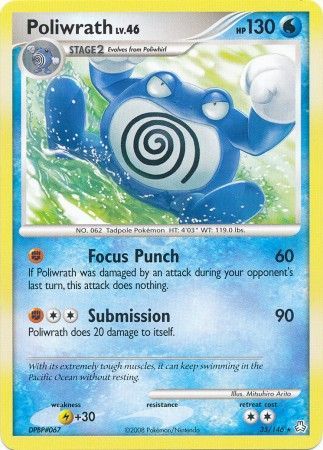 Poliwrath LV.46 HP 130
STAGE2 Evolves from Poliwhirl
NO. 062 Tadpole Pokémon HT: 4'03" WT: 119.0 lbs.
Focus Punch 60
If Poliwrath was damaged by an attack during your opponent's
last turn, this attack does nothing.
Submission 90
Poliwrath does 20 damage to itself.
With its extremely tough muscles, it can keep swimming in the
Pacific Ocean without resting.
Illus. Mitsuhiro Arita
weakness resistance retreat cost
+30
DPBP#067 ©2008 Pokémon/Nintendo 35/146 ★